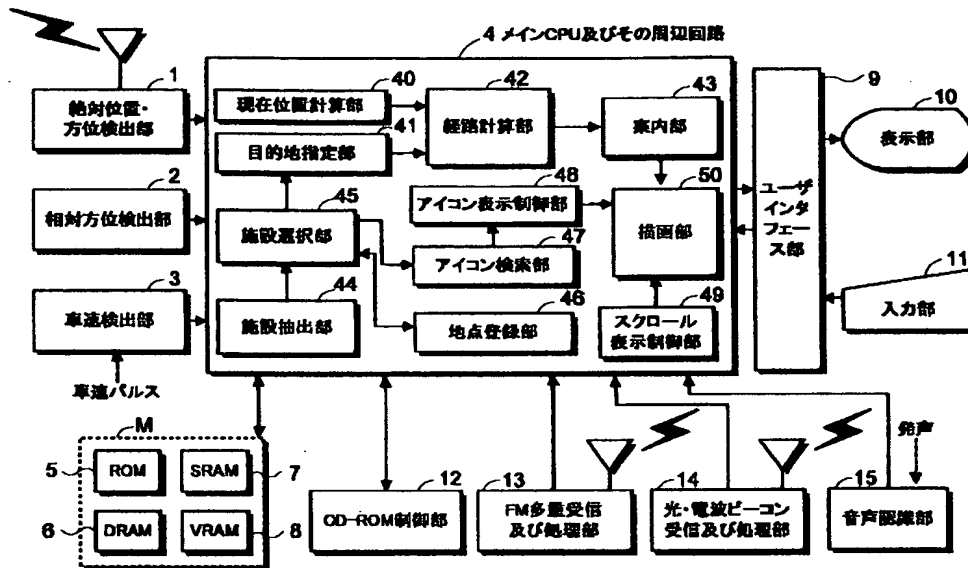 4 メインCPU及びその周辺回路
1
絶対位置・
方位検出部
2
相対方位検出部
3
車速検出部
車速パルス
40
現在位置計算部
41
目的地指定部
42
経路計算部
43
案内部
45
施設選択部
44
施設抽出部
48
アイコン表示制御部
47
アイコン検索部
46
地点登録部
50
描画部
49
スクロール
表示制御部
9
ユーザ
インタ
フェー
ス部
10
表示部
11
入力部
M
5
ROM
SRAM
7
6
DRAM
VRAM
8
12
CD-ROM制御部
13
FM多重受信
及び処理部
14
光・電波ビーコン
受信及び処理部
発声
15
音声認識部